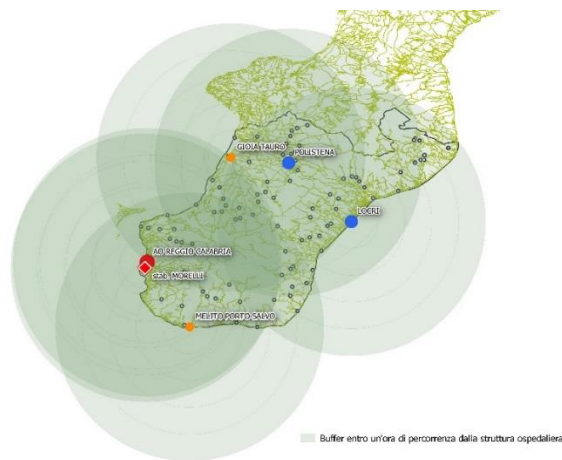 GIOIA TAURO
POLISTENA
LOCRI
AO REGGIO CALABRIA
stab. MORELLI
MELITO PORTO SALVO
Buffer entro un'ora di percorrenza dalla struttura ospedaliera